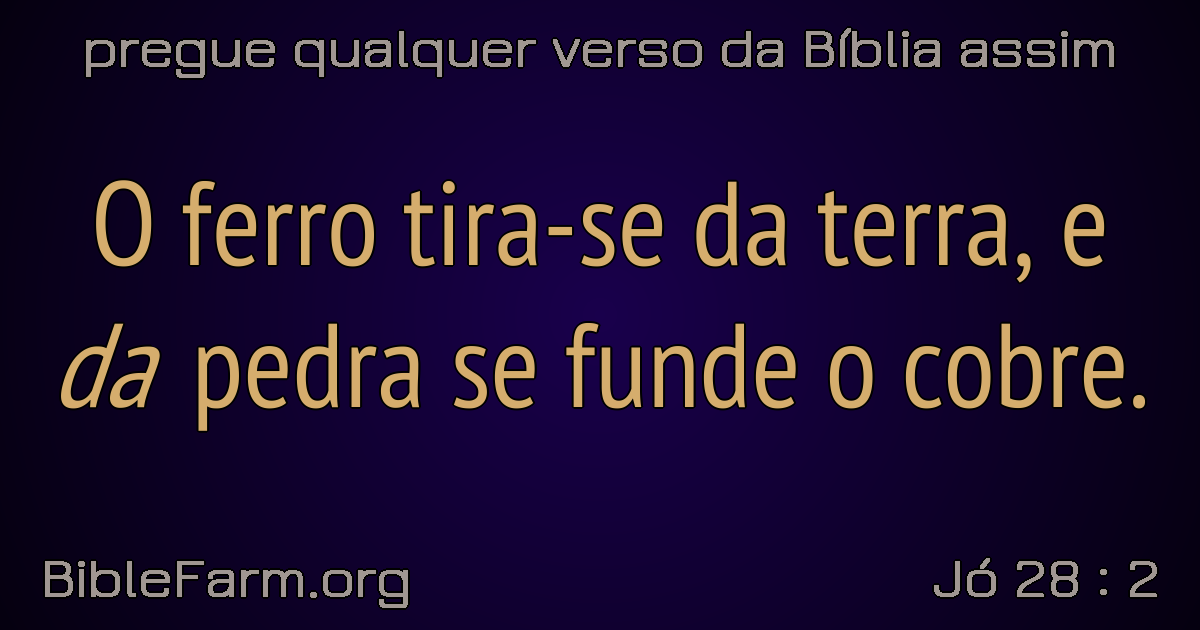 pregue qualquer verso da Bíblia assim
O ferro tira-se da terra, e
da pedra se funde o cobre.
BibleFarm.org
Jó 28 : 2